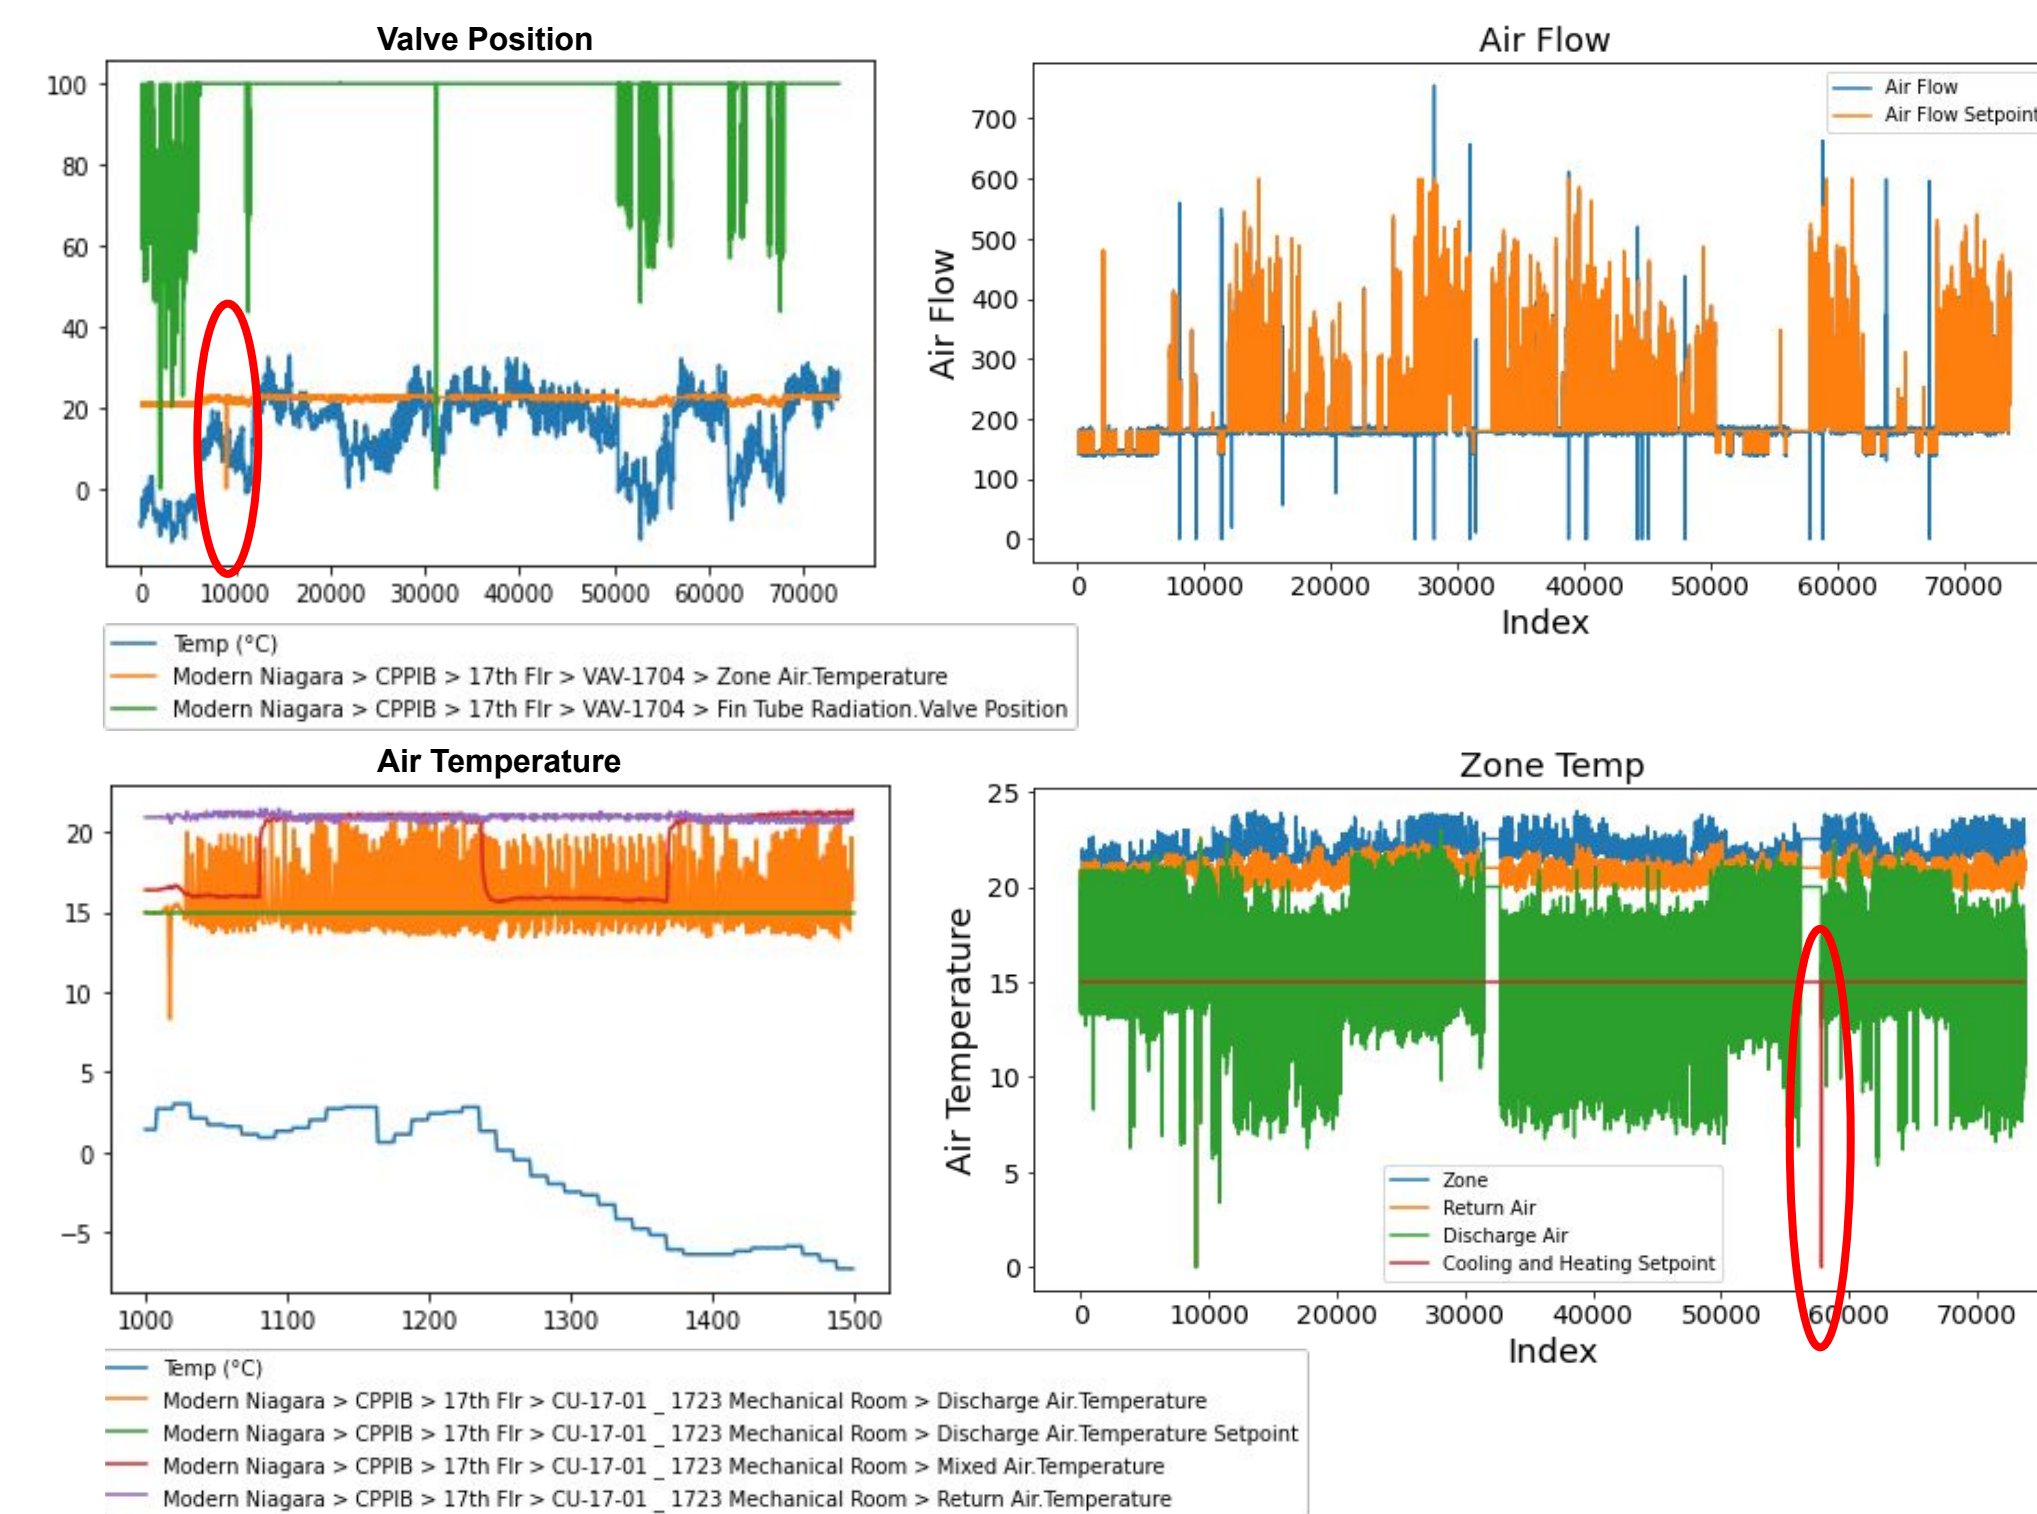 Valve Position
100
80
60
40
20
0
0 10000 20000 30000 40000 50000 60000 70000
Temp (°C)
Modern Niagara > CPPIB > 17th Flr > VAV-1704 > Zone Air.Temperature
Modern Niagara > CPPIB > 17th Flr > VAV-1704 > Fin Tube Radiation.Valve Position
Air Flow
Air Flow
Air Flow Setpoint
700
600
500
400
300
200
100
0
Air Flow
0 10000 20000 30000 40000 50000 60000 70000
Index
Air Temperature
20
15
10
5
0
−5
1000 1100 1200 1300 1400 1500
Temp (°C)
Modern Niagara > CPPIB > 17th Flr > CU-17-01 _ 1723 Mechanical Room > Discharge Air.Temperature
Modern Niagara > CPPIB > 17th Flr > CU-17-01 _ 1723 Mechanical Room > Discharge Air.Temperature Setpoint
Modern Niagara > CPPIB > 17th Flr > CU-17-01 _ 1723 Mechanical Room > Mixed Air.Temperature
Modern Niagara > CPPIB > 17th Flr > CU-17-01 _ 1723 Mechanical Room > Return Air.Temperature
Zone Temp
25
20
15
10
5
0
Air Temperature
Zone
Return Air
Discharge Air
Cooling and Heating Setpoint
0 10000 20000 30000 40000 50000 60000 70000
Index